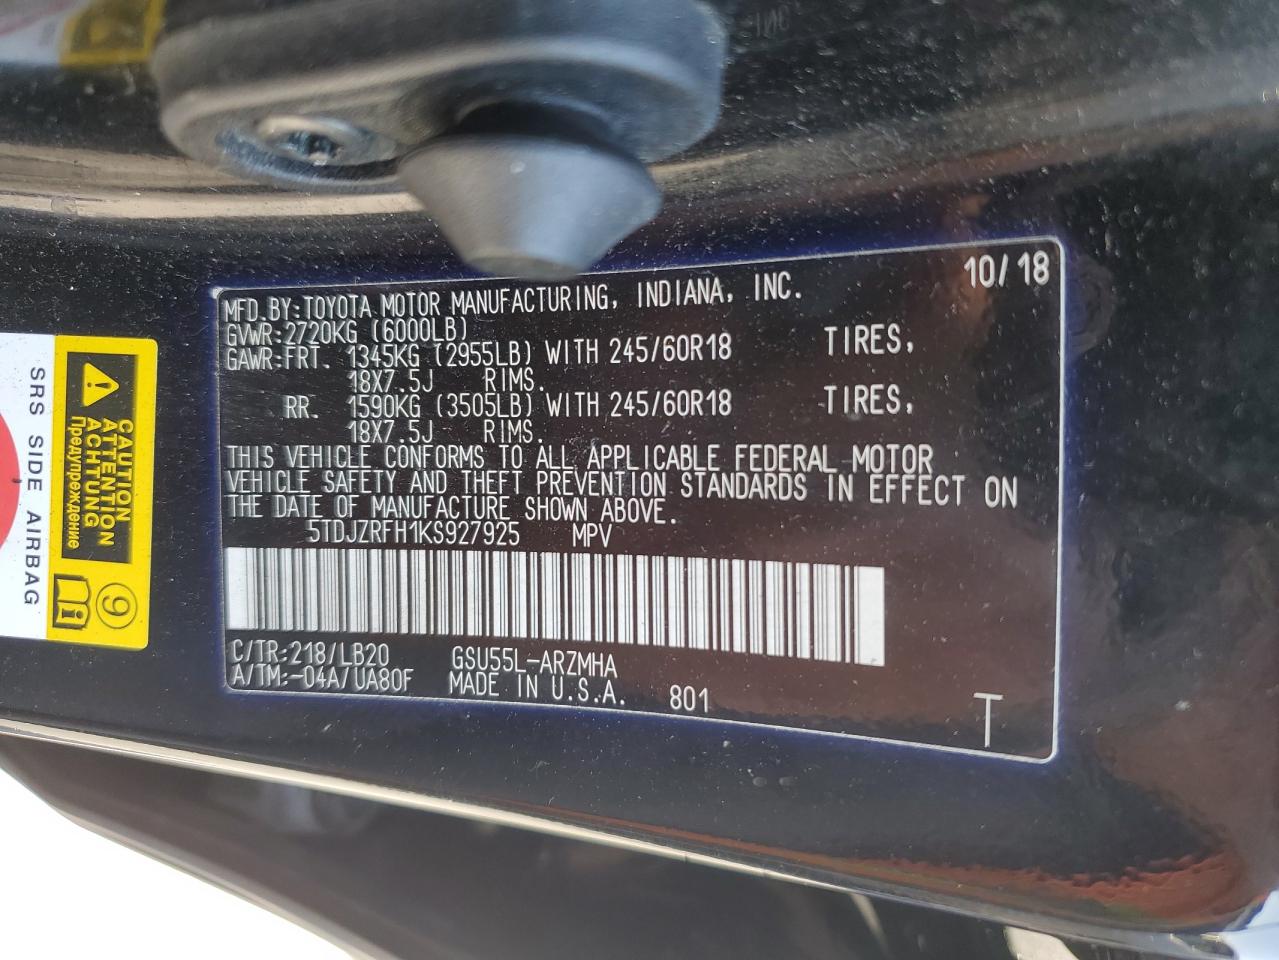 10/18
MFD.BY:TOYOTA MOTOR MANUFACTURING, INDIANA, INC.
GVWR:2720KG (6000LB)
GAWR:FRT. 1345KG (2955LB) WITH 245/60R18 TIRES,
18X7.5J RIMS.
RR. 1590KG (3505LB) WITH 245/60R18 TIRES,
18X7.5J RIMS.
THIS VEHICLE CONFORMS TO ALL APPLICABLE FEDERAL MOTOR
VEHICLE SAFETY AND THEFT PREVENTION STANDARDS IN EFFECT ON
THE DATE OF MANUFACTURE SHOWN ABOVE.
5TDJZRFH1KS927925 MPV
C/TR:218/LB20 GSU55L-ARZMHA
A/TM:-04A/UA80F MADE IN U.S.A. 801
T
CAUTION
ATTENTION
ACHTUNG
Предупреждение
9
SRS SIDE AIRBAG